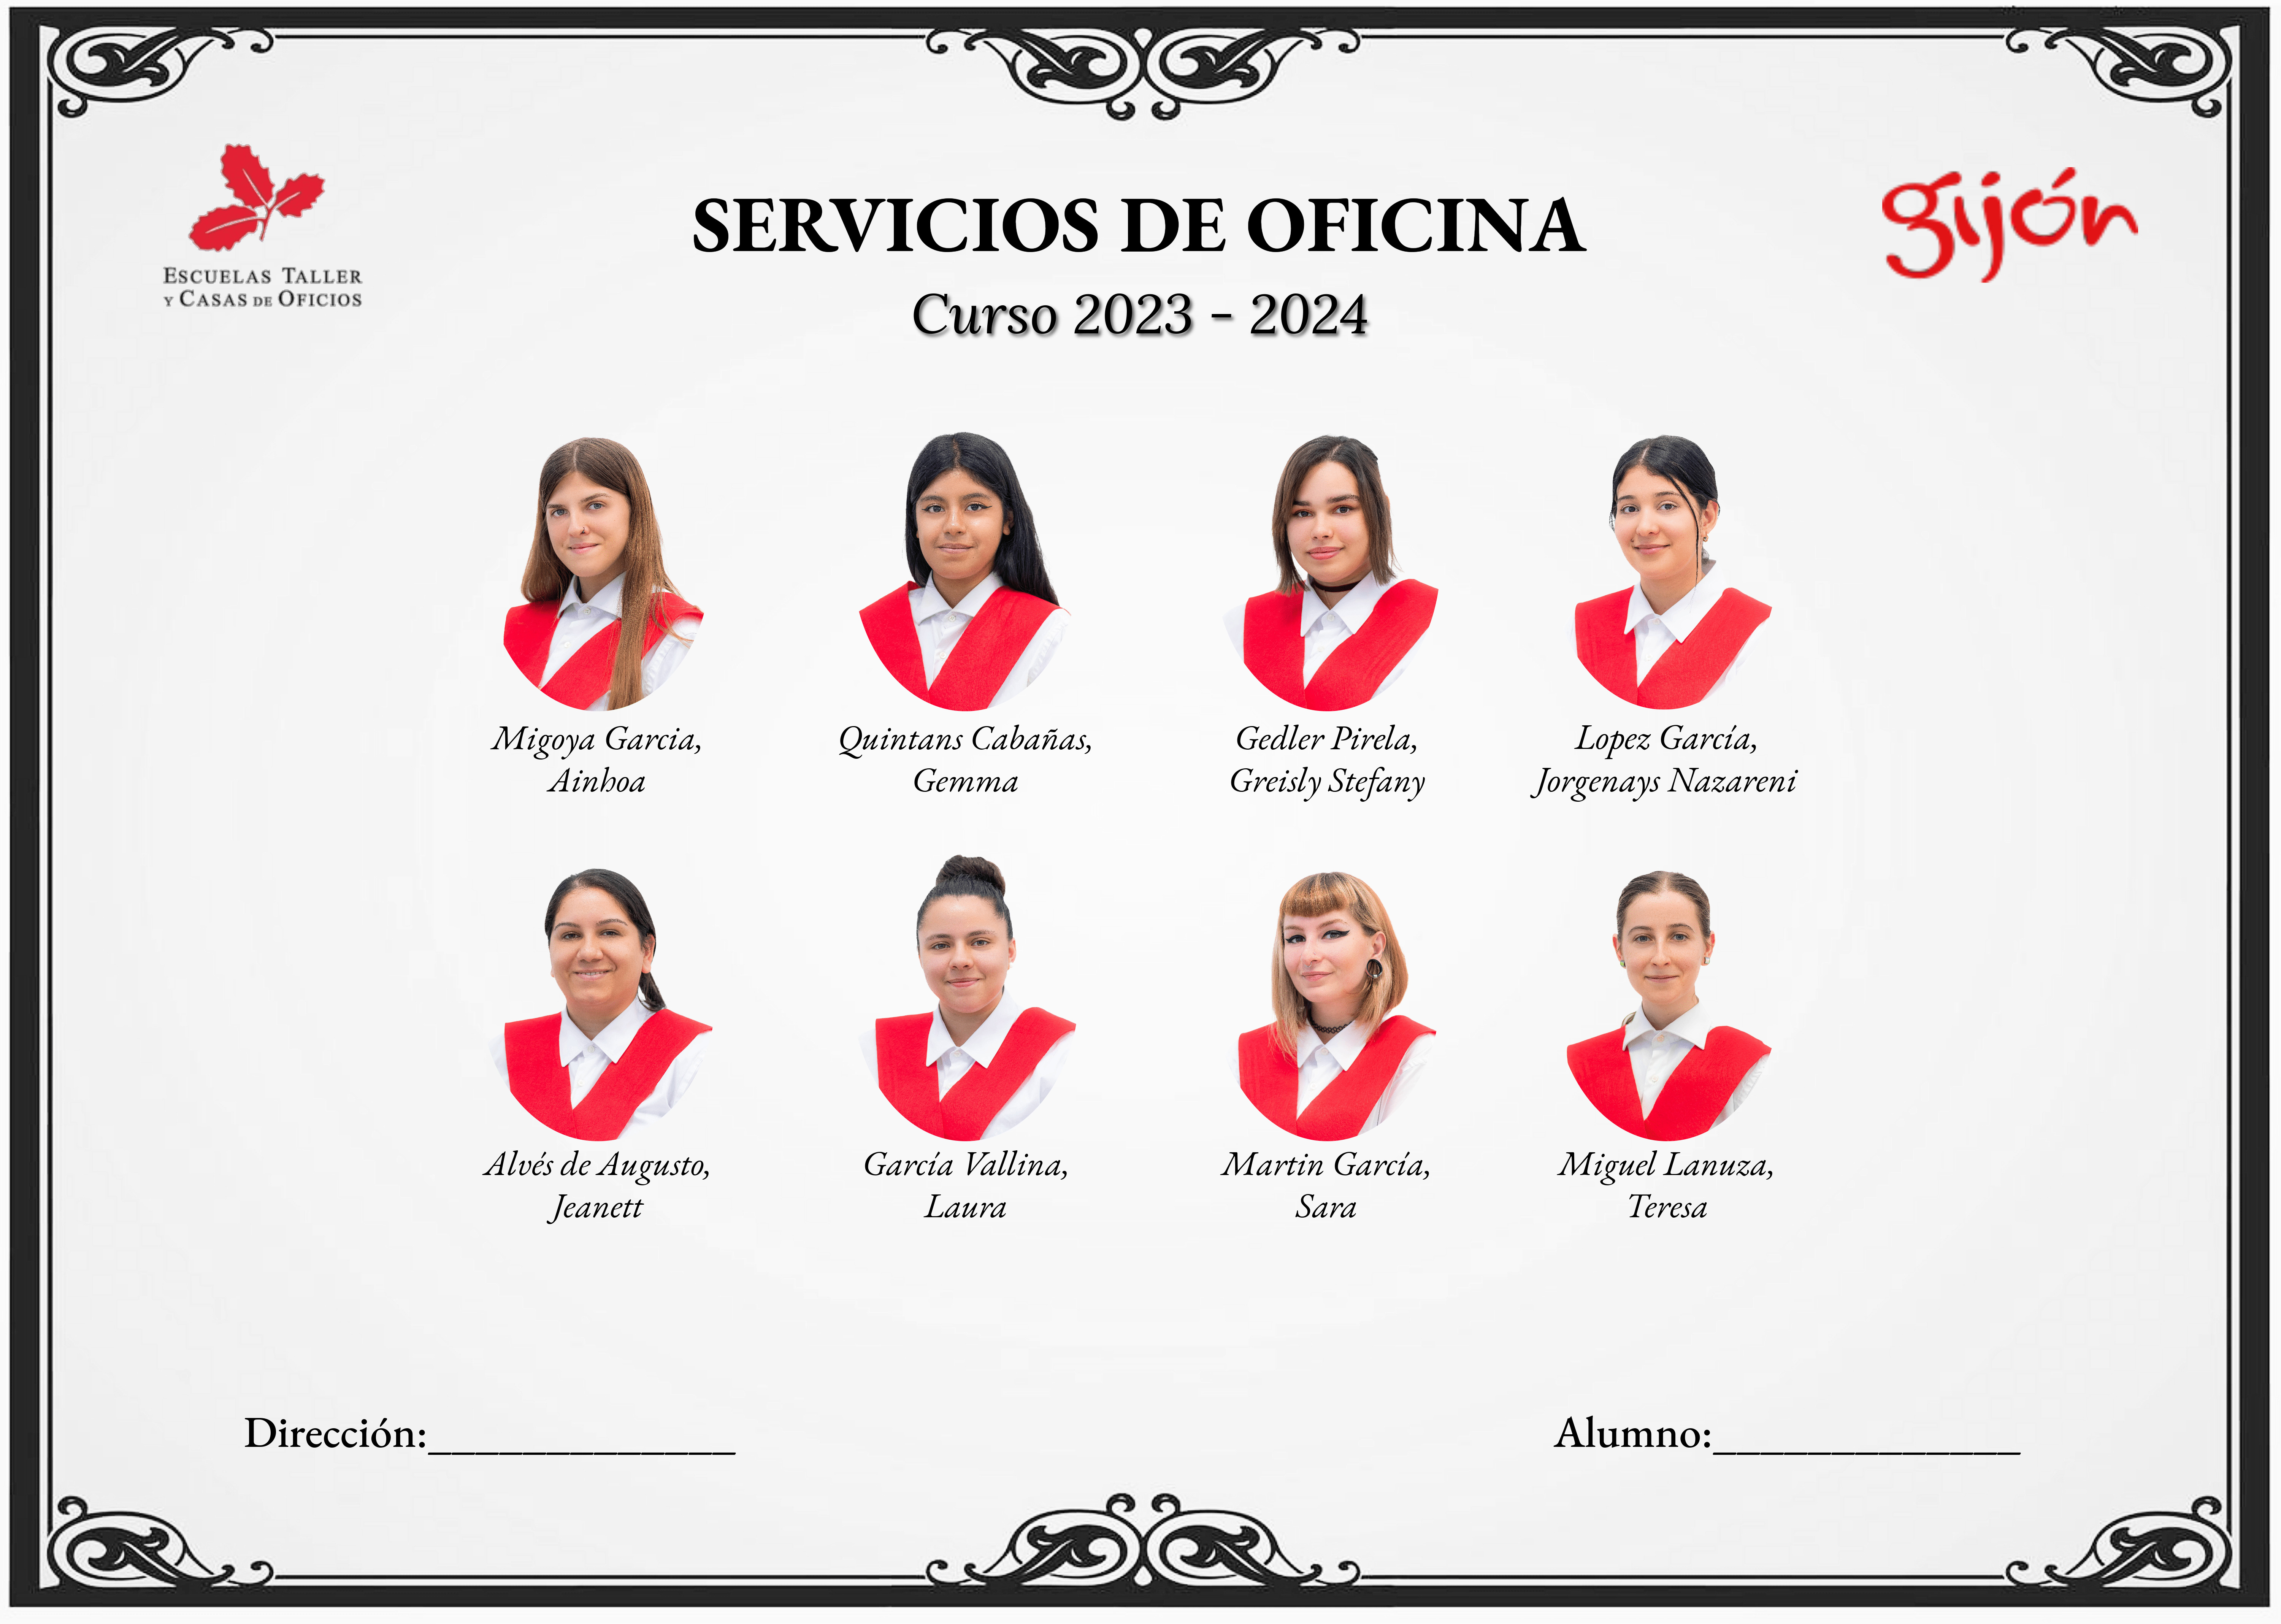 ESCUELAS TALLER
Y CASAS DE OFICIOS
SERVICIOS DE OFICINA
Curso 2023 - 2024
gijón
Migoya Garcia,
Ainhoa
Quintans Cabañas,
Gemma
Gedler Pirela,
Greisly Stefany
Lopez García,
Jorgenays Nazareni
Alvés de Augusto,
Jeanett
García Vallina,
Laura
Martin García,
Sara
Miguel Lanuza,
Teresa
Dirección:_____________
Alumno:_____________